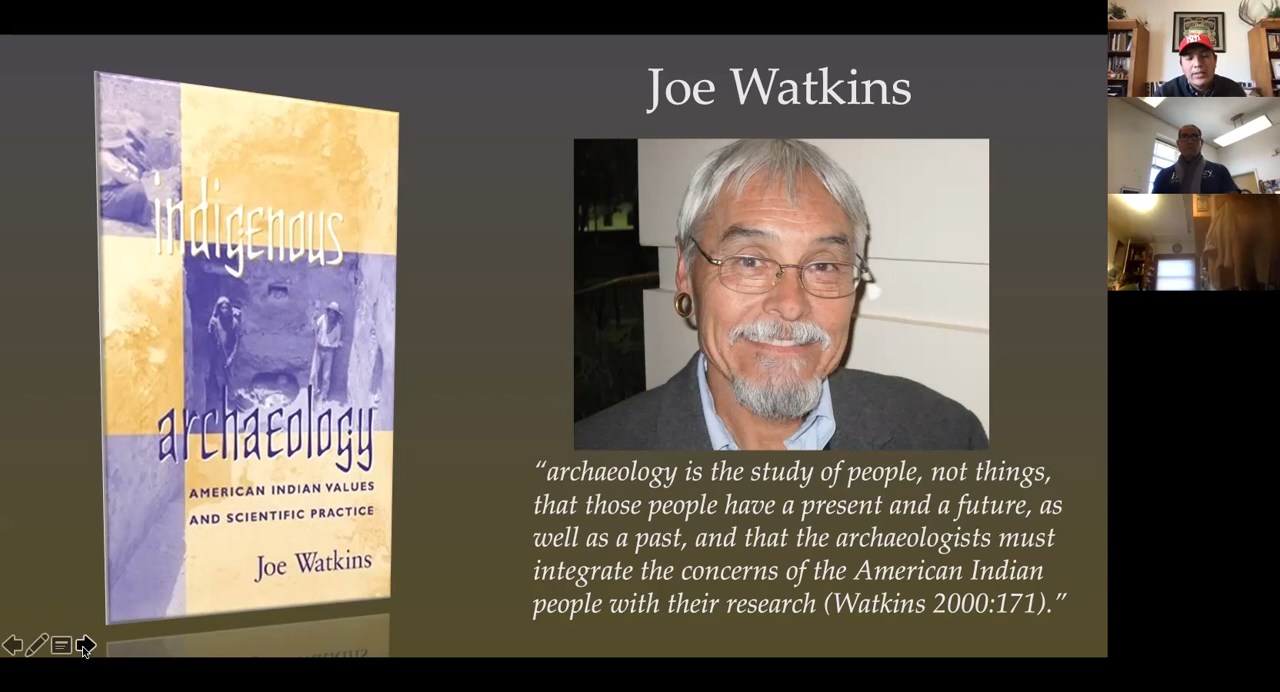 Joe Watkins
indigenous
archaeology
AMERICAN INDIAN VALUES
AND SCIENTIFIC PRACTICE
Joe Watkins
“archaeology is the study of people, not things,
that those people have a present and a future, as
well as a past, and that the archaeologists must
integrate the concerns of the American Indian
people with their research (Watkins 2000:171).”